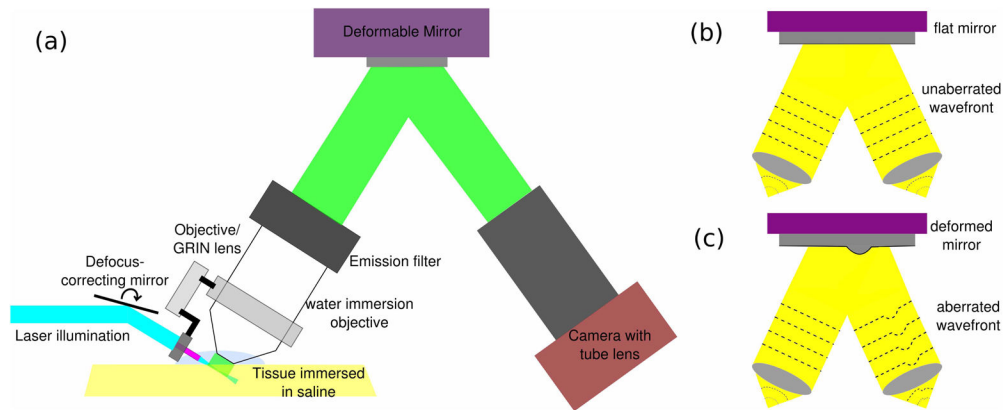 (a)
Deformable Mirror
Objective/
GRIN lens
Defocus-
correcting mirror
Emission filter
water immersion
objective
Laser illumination
Camera with
tube lens
Tissue immersed
in saline
(b)
flat mirror
unaberrated
wavefront
(c)
deformed
mirror
aberrated
wavefront